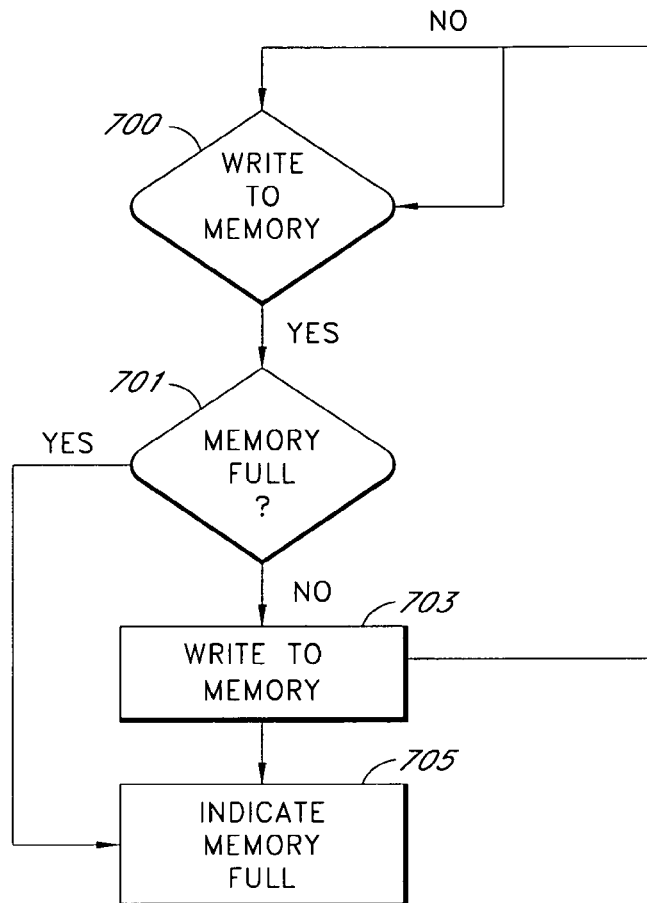 NO
700
WRITE
TO
MEMORY
YES
701
YES
MEMORY
FULL
?
NO
703
WRITE TO
MEMORY
705
INDICATE
MEMORY
FULL